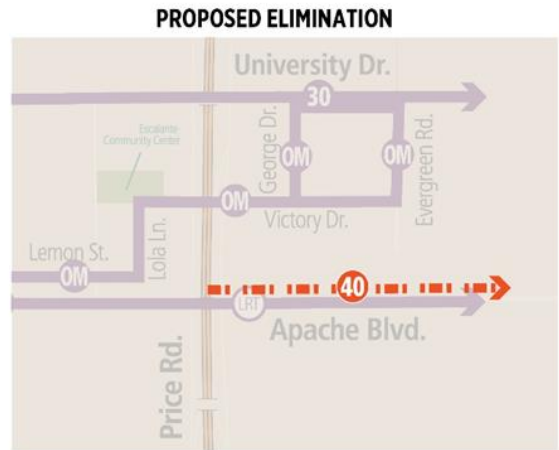 PROPOSED ELIMINATION
University Dr.
30
Escalante
Community Center
George Dr.
OM
OM
Evergreen Rd.
OM
Victory Dr.
Lemon St.
Lola Ln.
OM
40
LRT
Apache Blvd.
Price Rd.